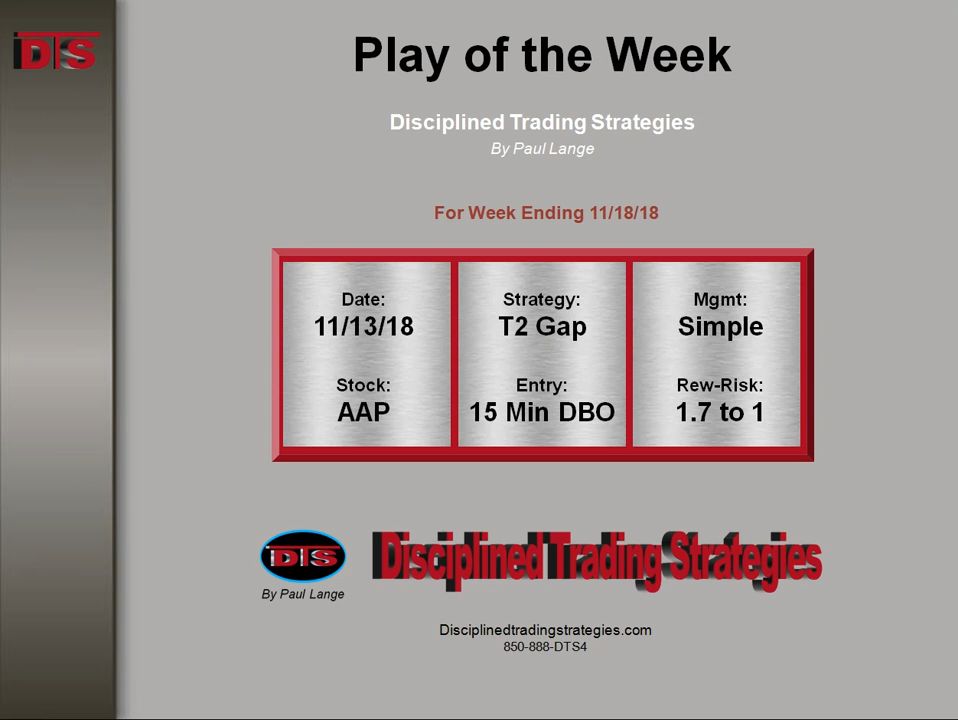 iDTS
Play of the Week
Disciplined Trading Strategies
By Paul Lange
For Week Ending 11/18/18
Date:
11/13/18
Stock:
AAP
Strategy:
T2 Gap
Entry:
15 Min DBO
Mgmt:
Simple
Rew-Risk:
1.7 to 1
iDTS
By Paul Lange
Disciplined Trading Strategies
Disciplinedtradingstrategies.com
850-888-DTS4